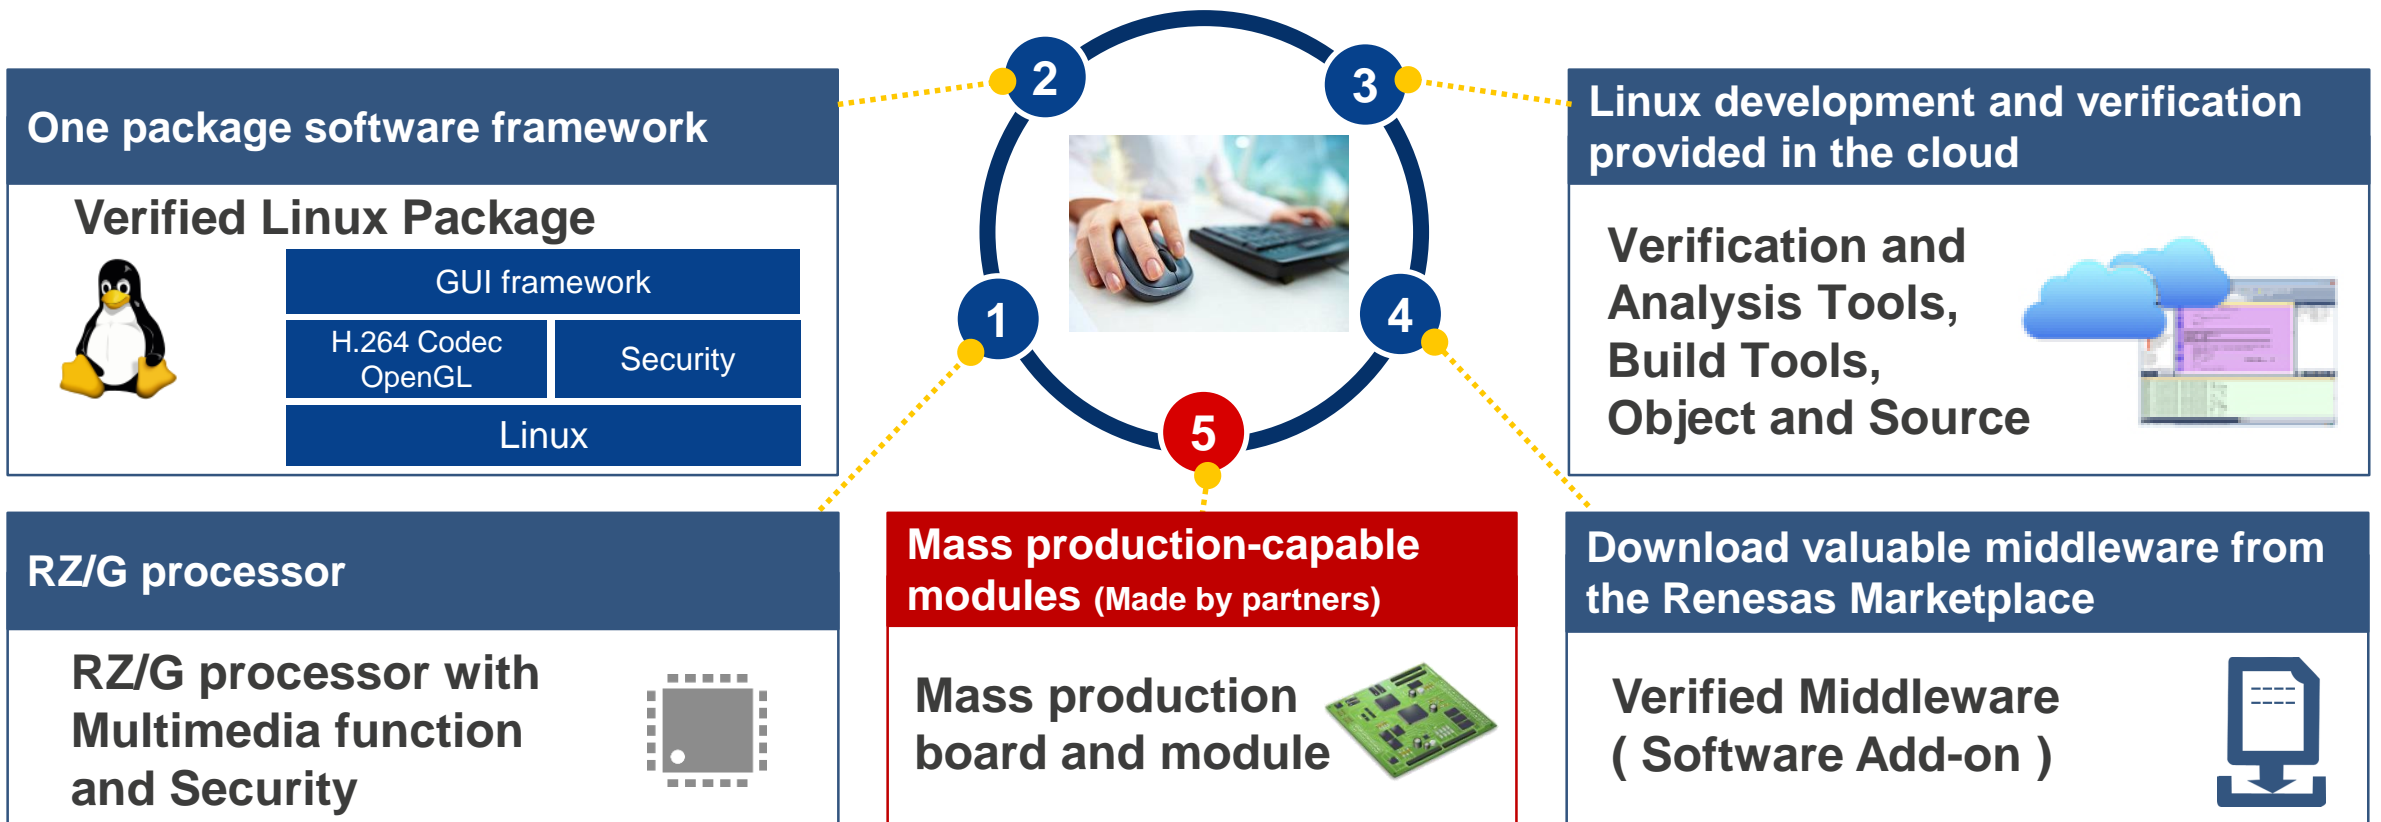 2
3
One package software framework
Verified Linux Package
GUI framework
H.264 Codec
OpenGL
Security
Linux
1
4
5
Linux development and verification
provided in the cloud
Verification and
Analysis Tools,
Build Tools,
Object and Source
RZ/G processor
RZ/G processor with
Multimedia function
and Security
Mass production-capable
modules (Made by partners)
Mass production
board and module
Download valuable middleware from
the Renesas Marketplace
Verified Middleware
( Software Add-on )